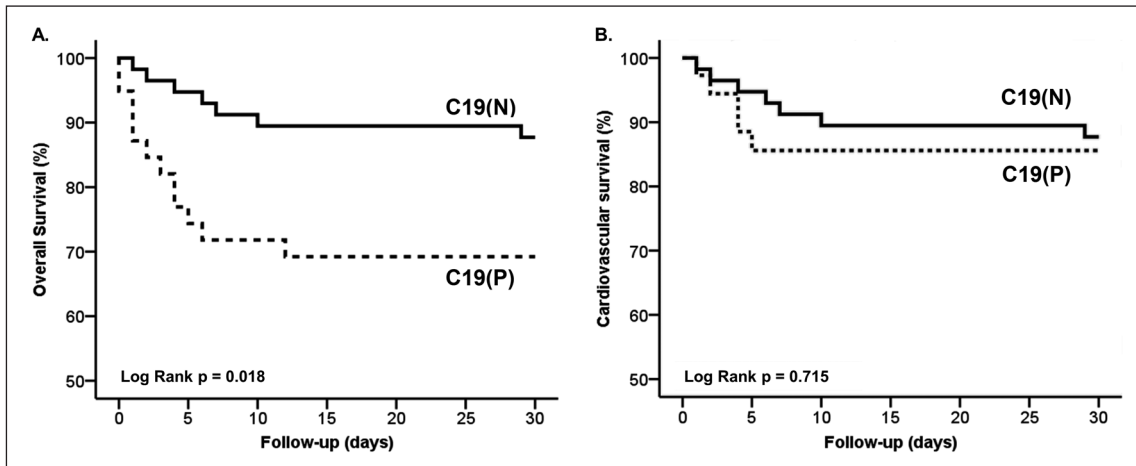 A.
Overall Survival (%)
100
90
80
70
60
50
C19(N)
C19(P)
Log Rank p = 0.018
0 5 10 15 20 25 30
Follow-up (days)
B.
Cardiovascular survival (%)
100
90
80
70
60
50
C19(N)
C19(P)
Log Rank p = 0.715
0 5 10 15 20 25 30
Follow-up (days)